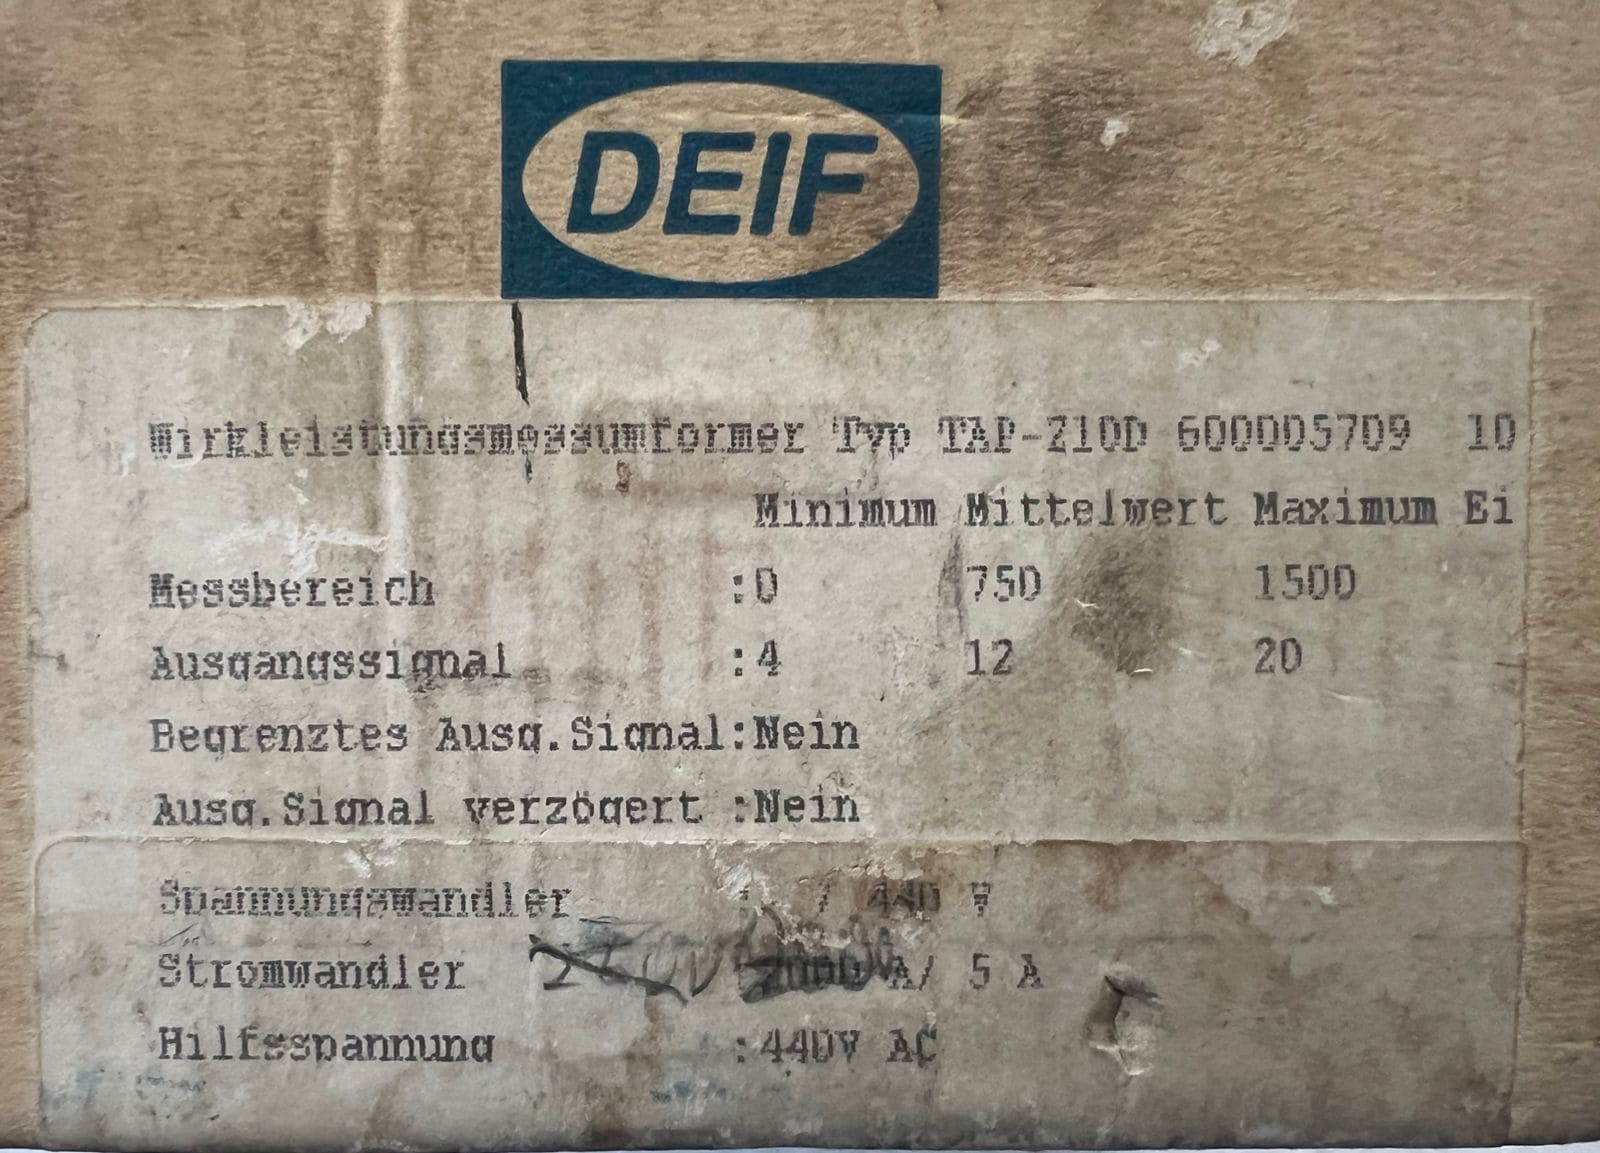 DEIF
Wirkleistungsmessumformer Typ TAP-210D 600005709 10
Minimum Mittelwert Maximum Ei
Messbereich :0 750 1500
Ausgangssignal :4 12 20
Begrenztes Ausg.Signal:Nein
Ausg.Signal verzögert :Nein
Spannungswandler : / 440 V
Stromwandler A/ 5 A
Hilfsspannung :440V AC